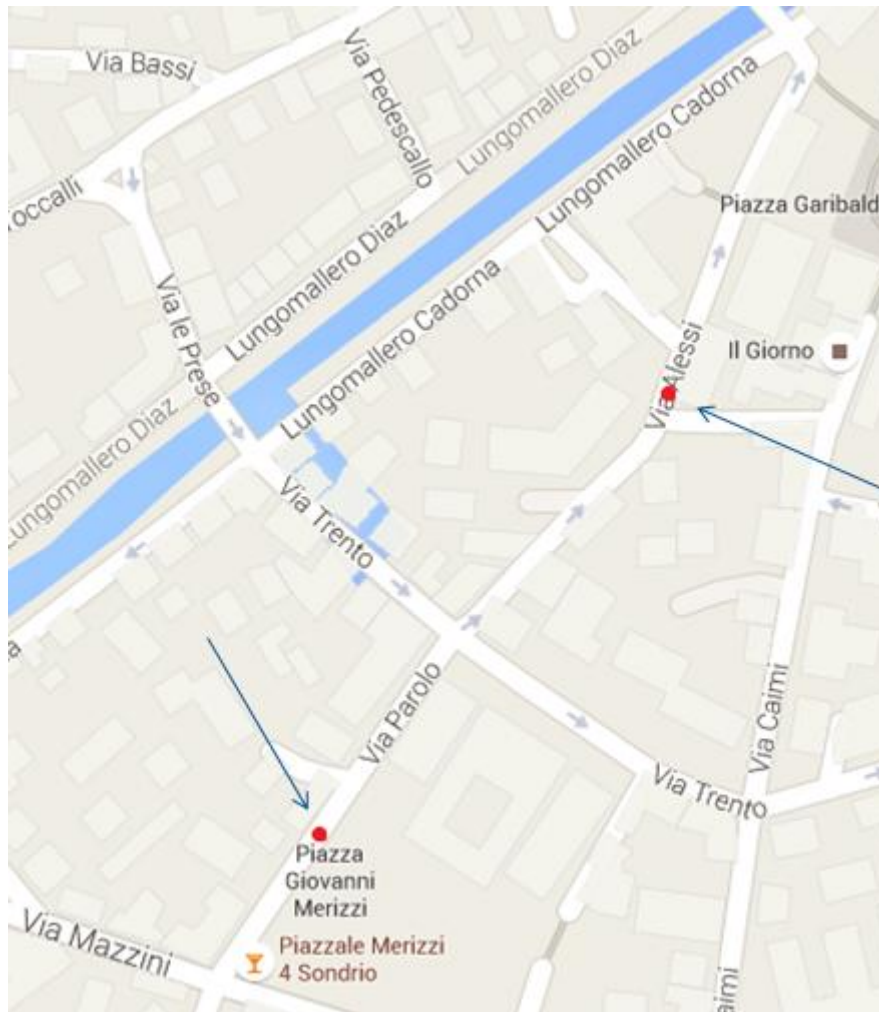 Via Bassi
Via Pedescallo
Lungomallero Diaz
Lungomallero Cadorna
occalli
Piazza Garibald
Lungomallero Diaz
Via le Prese
Lungomallero Cadorna
Via Alessi
Il Giorno
Lungomallero Diaz
Via Trento
Via Parolo
Via Caimi
Via Trento
Piazza
Giovanni
Merizzi
Via Mazzini
Piazzale Merizzi
4 Sondrio
aimi